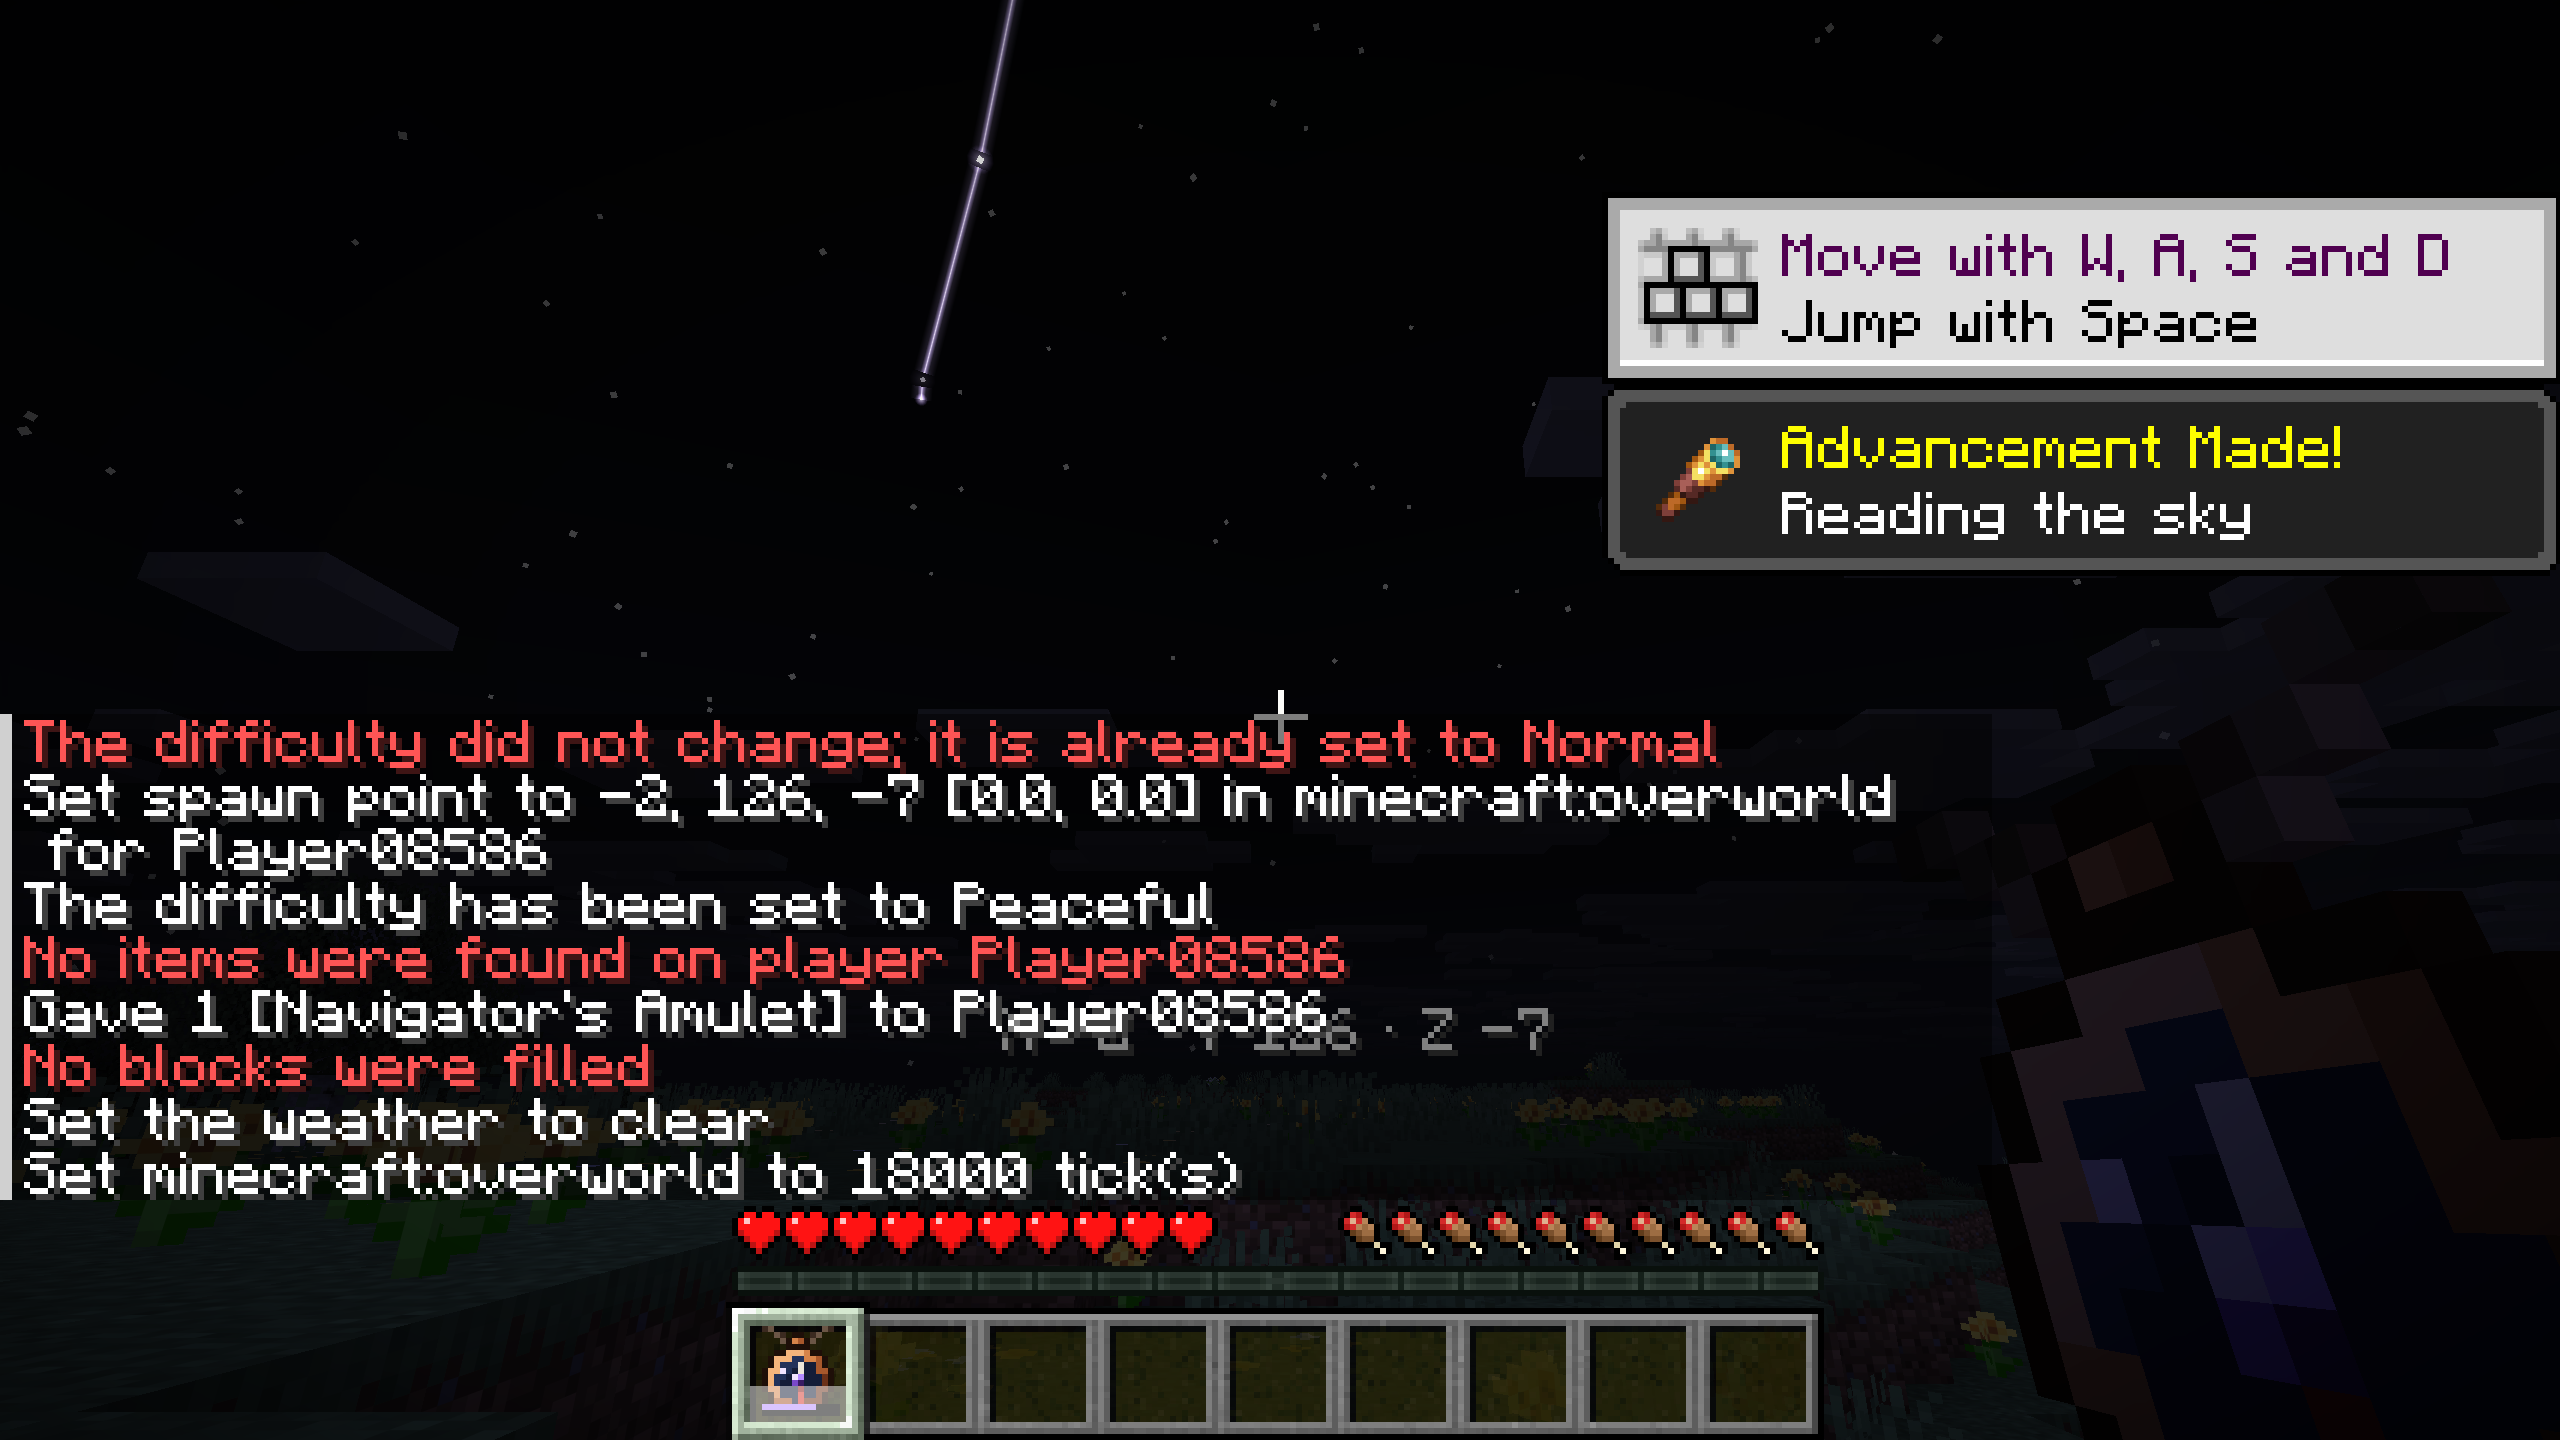 Move with W, A, S and D
Jump with Space
Advancement Made!
Reading the sky
The difficulty did not change; it is already set to Normal
Set spawn point to -2, 126, -7 [0.0, 0.0] in minecraft:overworld
for Player08586
The difficulty has been set to Peaceful
No items were found on player Player08586
Gave 1 [Navigator's Amulet] to Player08586
126 · Z -7
No blocks were filled
Set the weather to clear
Set minecraft:overworld to 18000 tick(s)